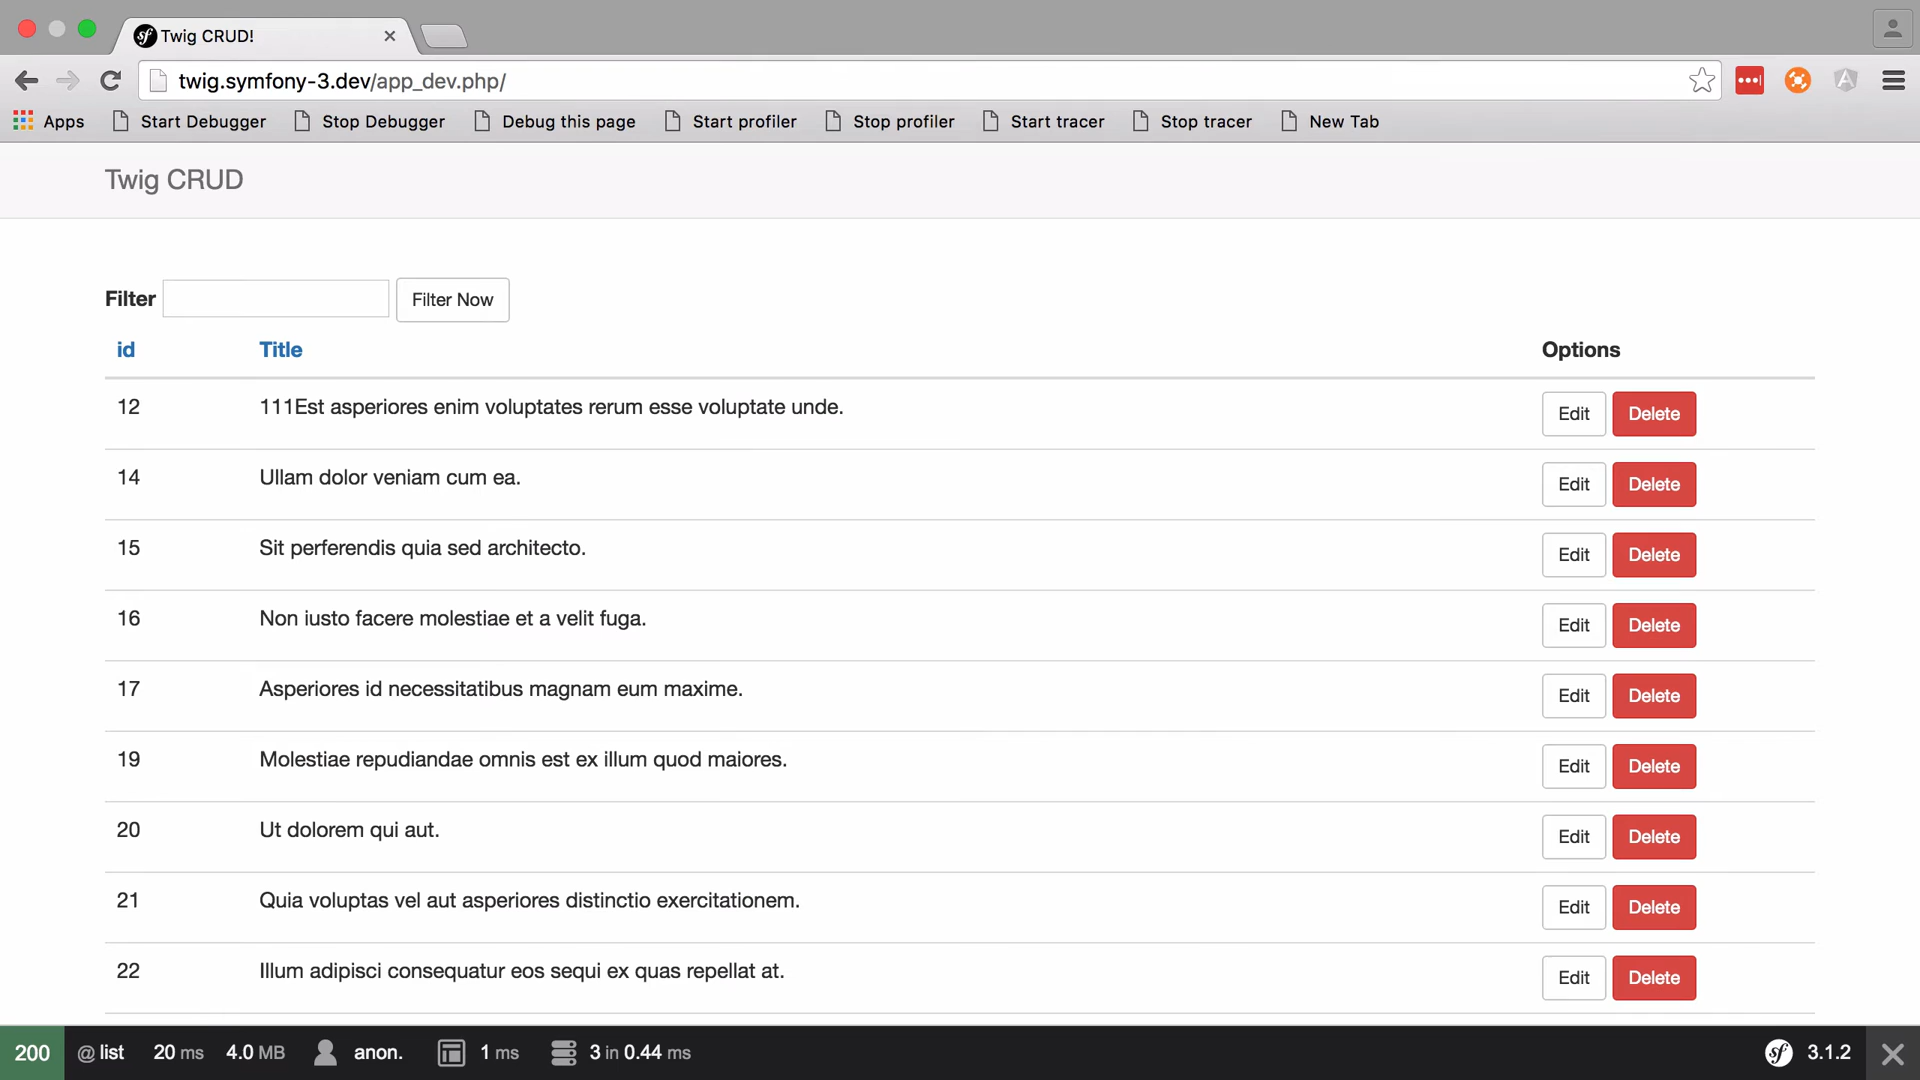 Twig CRUD!
twig.symfony-3.dev/app_dev.php/
Apps Start Debugger Stop Debugger Debug this page Start profiler Stop profiler Start tracer Stop tracer New Tab
Twig CRUD
Filter Filter Now
id Title Options
12 111Est asperiores enim voluptates rerum esse voluptate unde. Edit Delete
14 Ullam dolor veniam cum ea. Edit Delete
15 Sit perferendis quia sed architecto. Edit Delete
16 Non iusto facere molestiae et a velit fuga. Edit Delete
17 Asperiores id necessitatibus magnam eum maxime. Edit Delete
19 Molestiae repudiandae omnis est ex illum quod maiores. Edit Delete
20 Ut dolorem qui aut. Edit Delete
21 Quia voluptas vel aut asperiores distinctio exercitationem. Edit Delete
22 Illum adipisci consequatur eos sequi ex quas repellat at. Edit Delete
200 @ list 20 ms 4.0 MB anon. 1 ms 3 in 0.44 ms sf 3.1.2